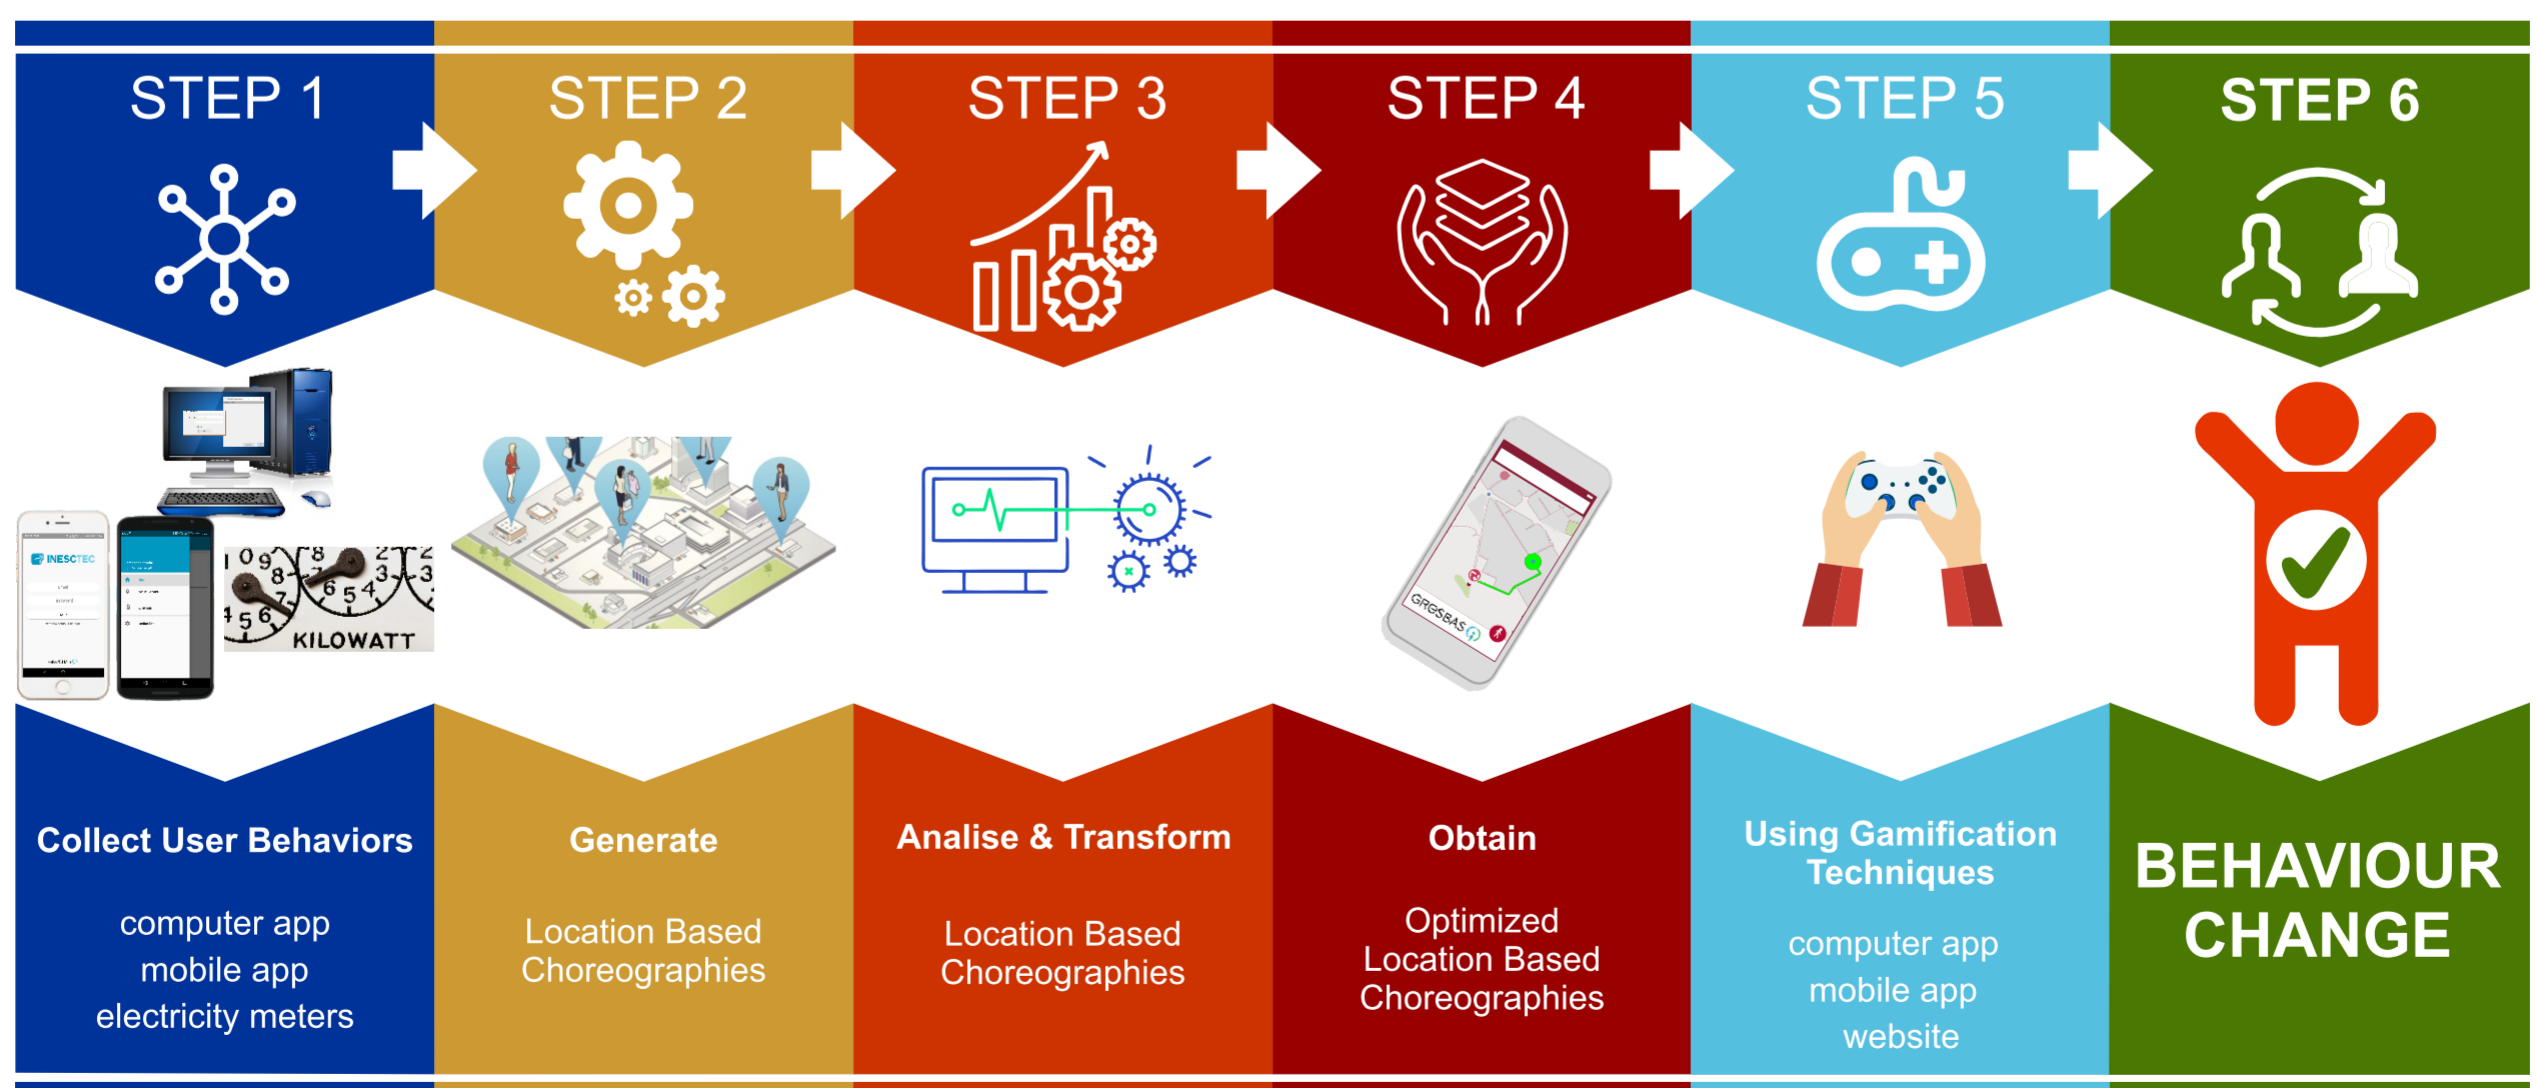 STEP 1
STEP 2
STEP 3
STEP 4
STEP 5
STEP 6
INESCTEC
KILOWATT
GRESBAS
Collect User Behaviors
computer app
mobile app
electricity meters
Generate
Location Based
Choreographies
Analise & Transform
Location Based
Choreographies
Obtain
Optimized
Location Based
Choreographies
Using Gamification
Techniques
computer app
mobile app
website
BEHAVIOUR
CHANGE